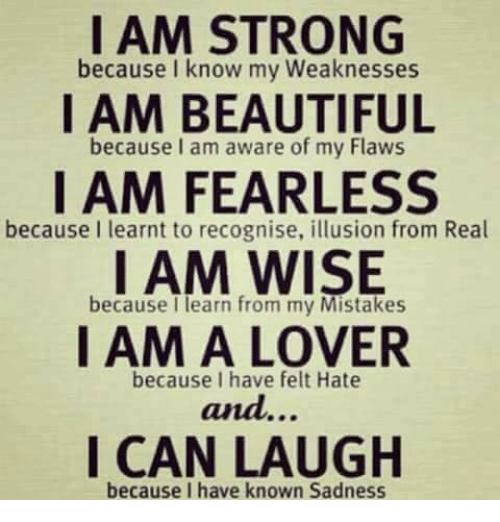 I AM STRONG
because I know my Weaknesses
I AM BEAUTIFUL
because I am aware of my Flaws
I AM FEARLESS
because I learnt to recognise, illusion from Real
I AM WISE
because I learn from my Mistakes
I AM A LOVER
because I have felt Hate
and...
I CAN LAUGH
because I have known Sadness